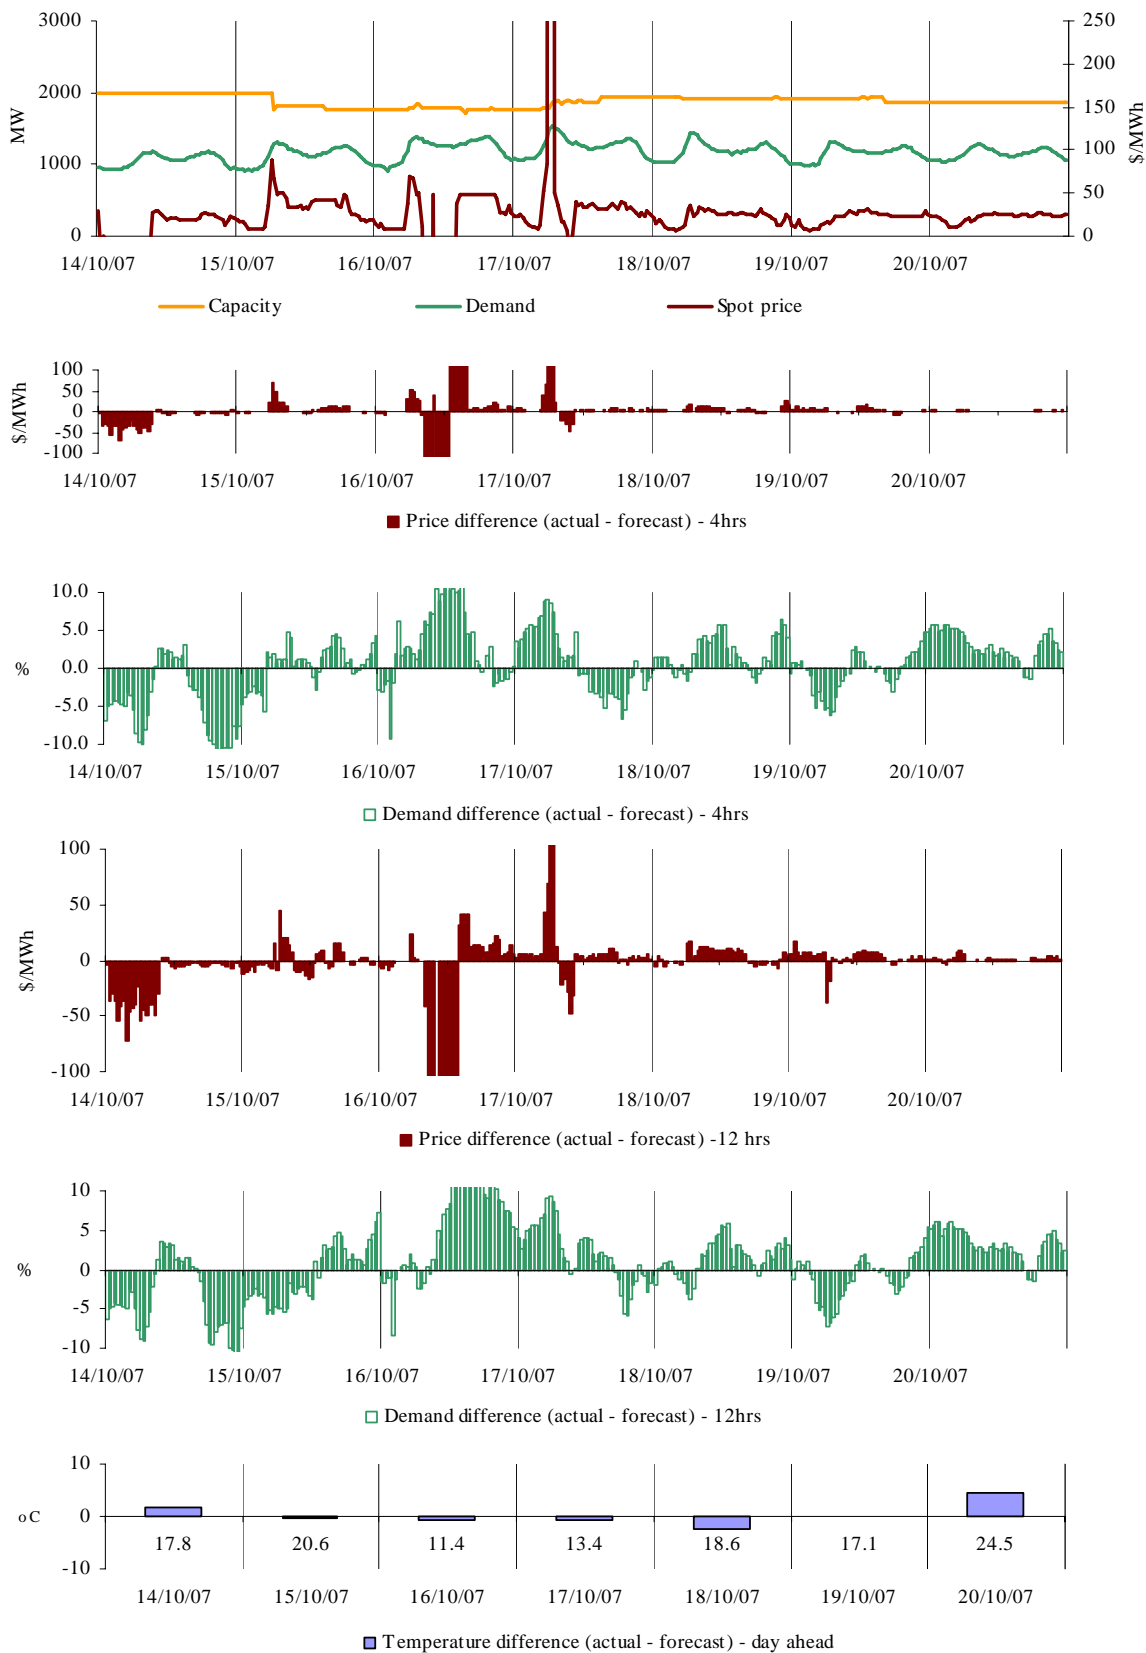 3000 250
200
2000 150
MW $/MWh
100
1000
50
0 0
14/10/07 15/10/07 16/10/07 17/10/07 18/10/07 19/10/07 20/10/07
Capacity Demand Spot price
100
50
$/MWh
0
-50
-100
14/10/07 15/10/07 16/10/07 17/10/07 18/10/07 19/10/07 20/10/07
Price difference (actual - forecast) - 4hrs
10.0
5.0
% 0.0
-5.0
-10.0
14/10/07 15/10/07 16/10/07 17/10/07 18/10/07 19/10/07 20/10/07
Demand difference (actual - forecast) - 4hrs
100
50
$/MWh 0
-50
-100
14/10/07 15/10/07 16/10/07 17/10/07 18/10/07 19/10/07 20/10/07
Price difference (actual - forecast) -12 hrs
10
5
% 0
-5
-10
14/10/07 15/10/07 16/10/07 17/10/07 18/10/07 19/10/07 20/10/07
Demand difference (actual - forecast) - 12hrs
10
oC 0
17.8 20.6 11.4 13.4 18.6 17.1 24.5
-10
14/10/07 15/10/07 16/10/07 17/10/07 18/10/07 19/10/07 20/10/07
Temperature difference (actual - forecast) - day ahead